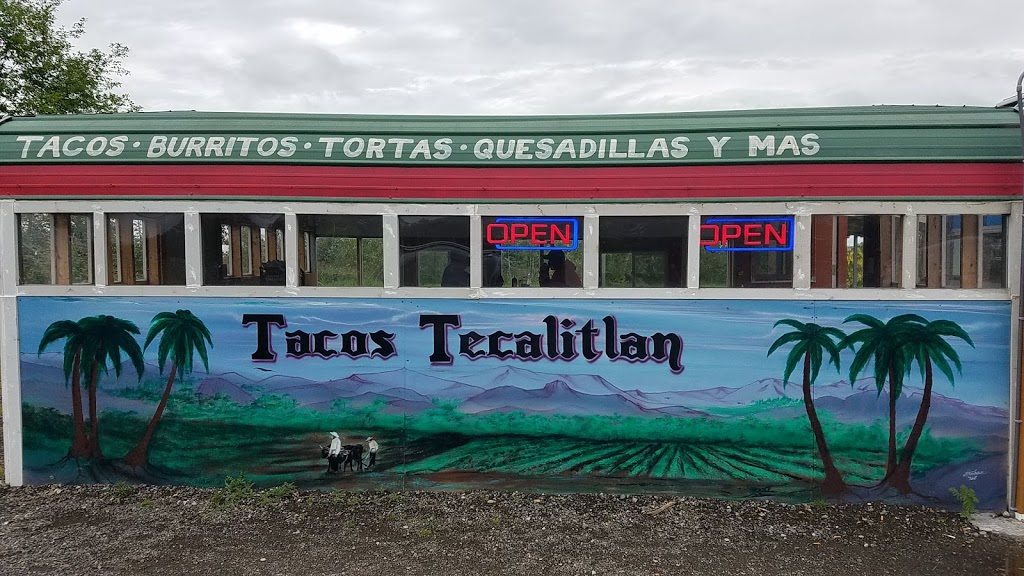 TACOS · BURRITOS · TORTAS · QUESADILLAS Y MAS
OPEN OPEN
Tacos Tecalitlan